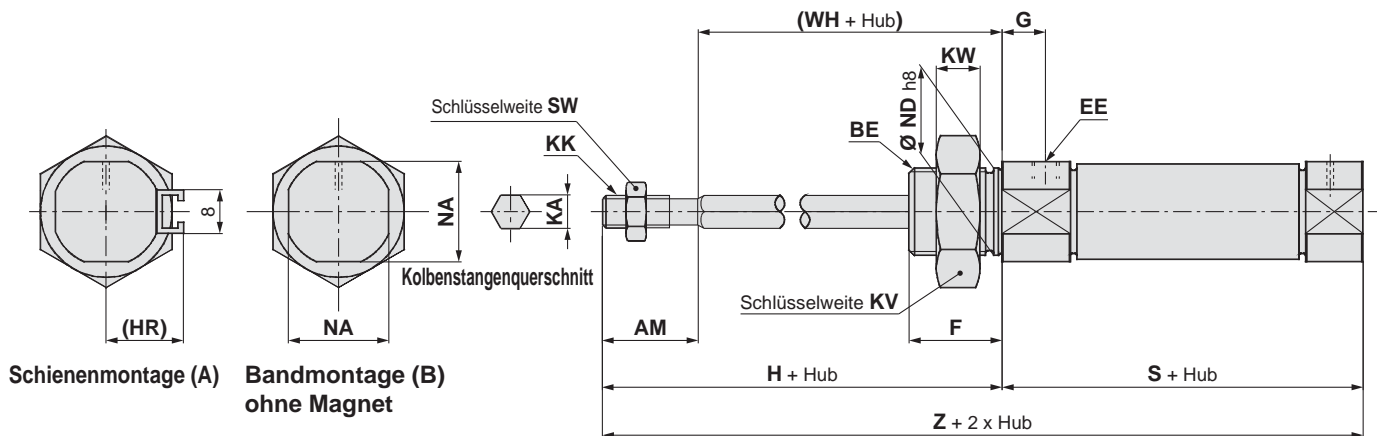 (WH + Hub)
G
KW
Ø ND h8
Schlüsselweite SW
EE
BE
KK
8
NA
KA
Kolbenstangenquerschnitt
Schlüsselweite KV
(HR)
NA
AM
F
Schienenmontage (A)
Bandmontage (B)
ohne Magnet
H + Hub
S + Hub
Z + 2 x Hub